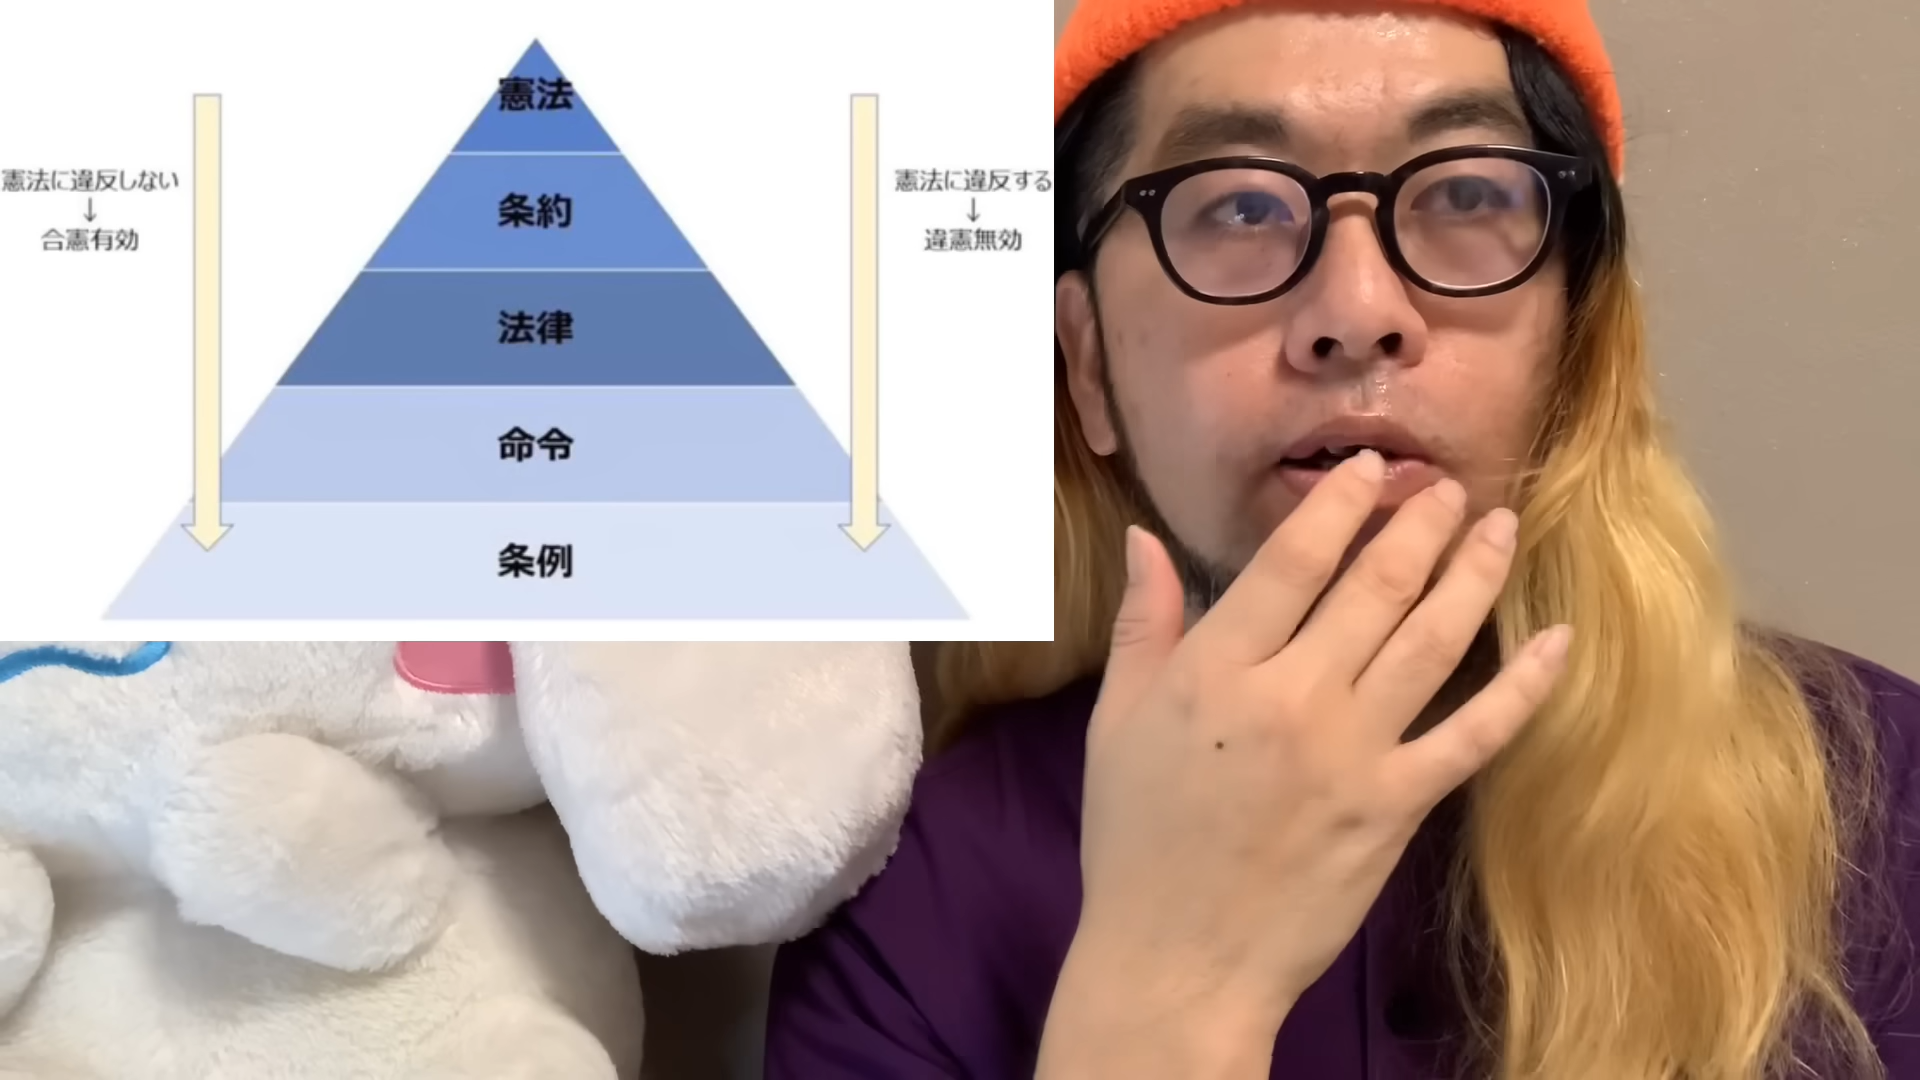 憲法
条約
法律
命令
条例
憲法に違反しない
↓
合憲有効
憲法に違反する
↓
違憲無効